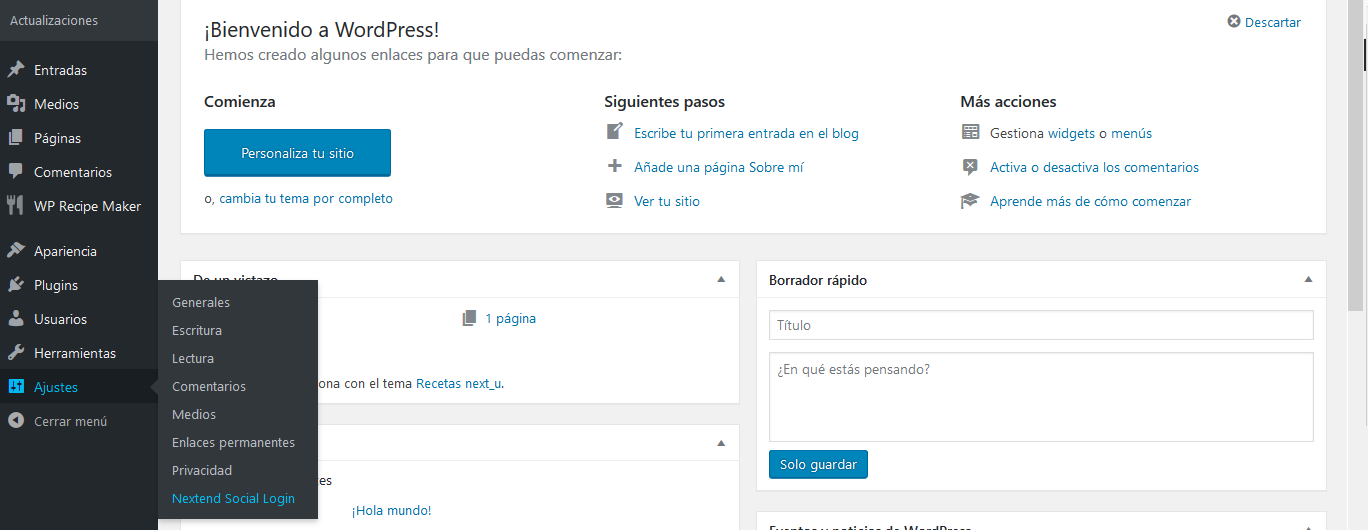 Actualizaciones
Entradas
Medios
Páginas
Comentarios
WP Recipe Maker
Apariencia
Plugins
Usuarios
Herramientas
Ajustes
Cerrar menú
Generales
Escritura
Lectura
Comentarios
Medios
Enlaces permanentes
Privacidad
Nextend Social Login
¡Bienvenido a WordPress!
Descartar
Hemos creado algunos enlaces para que puedas comenzar:
Comienza
Personaliza tu sitio
o, cambia tu tema por completo
Siguientes pasos
Escribe tu primera entrada en el blog
Añade una página Sobre mí
Ver tu sitio
Más acciones
Gestiona widgets o menús
Activa o desactiva los comentarios
Aprende más de cómo comenzar
De un vistazo
1 página
con el tema Recetas next_u.
¡Hola mundo!
Borrador rápido
Título
¿En qué estás pensando?
Solo guardar
Eventos y noticias de WordPress